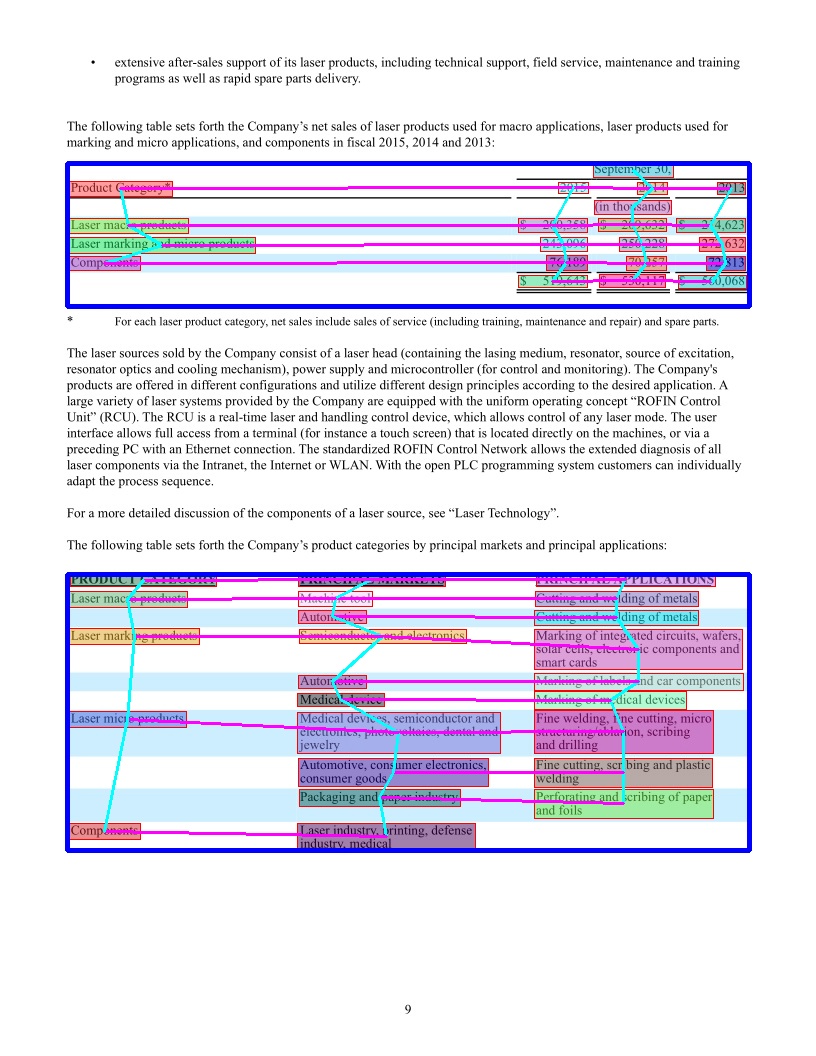 • extensive after-sales support of its laser products, including technical support, field service, maintenance and training
programs as well as rapid spare parts delivery.
The following table sets forth the Company’s net sales of laser products used for macro applications, laser products used for
marking and micro applications, and components in fiscal 2015, 2014 and 2013:
September 30,
Product Category* 2015 2014 2013
(in thousands)
Laser macro products $ 200,358 $ 209,632 $ 214,623
Laser marking and micro products 243,096 250,228 272,632
Components 76,189 70,257 72,813
$ 519,643 $ 530,117 $ 560,068
* For each laser product category, net sales include sales of service (including training, maintenance and repair) and spare parts.
The laser sources sold by the Company consist of a laser head (containing the lasing medium, resonator, source of excitation,
resonator optics and cooling mechanism), power supply and microcontroller (for control and monitoring). The Company's
products are offered in different configurations and utilize different design principles according to the desired application. A
large variety of laser systems provided by the Company are equipped with the uniform operating concept “ROFIN Control
Unit” (RCU). The RCU is a real-time laser and handling control device, which allows control of any laser mode. The user
interface allows full access from a terminal (for instance a touch screen) that is located directly on the machines, or via a
preceding PC with an Ethernet connection. The standardized ROFIN Control Network allows the extended diagnosis of all
laser components via the Intranet, the Internet or WLAN. With the open PLC programming system customers can individually
adapt the process sequence.
For a more detailed discussion of the components of a laser source, see “Laser Technology”.
The following table sets forth the Company’s product categories by principal markets and principal applications:
PRODUCT CATEGORY PRINCIPAL MARKETS PRINCIPAL APPLICATIONS
Laser macro products Machine tool Cutting and welding of metals
Automotive Cutting and welding of metals
Laser marking products Semiconductor and electronics Marking of integrated circuits, wafers,
solar cells, electronic components and
smart cards
Automotive Marking of labels and car components
Medical device Marking of medical devices
Laser micro products Medical devices, semiconductor and Fine welding, fine cutting, micro
electronics, photovoltaics, dental and structuring/ablation, scribing
jewelry and drilling
Automotive, consumer electronics, Fine cutting, scribing and plastic
consumer goods welding
Packaging and paper industry Perforating and scribing of paper
and foils
Components Laser industry, printing, defense
industry, medical
9